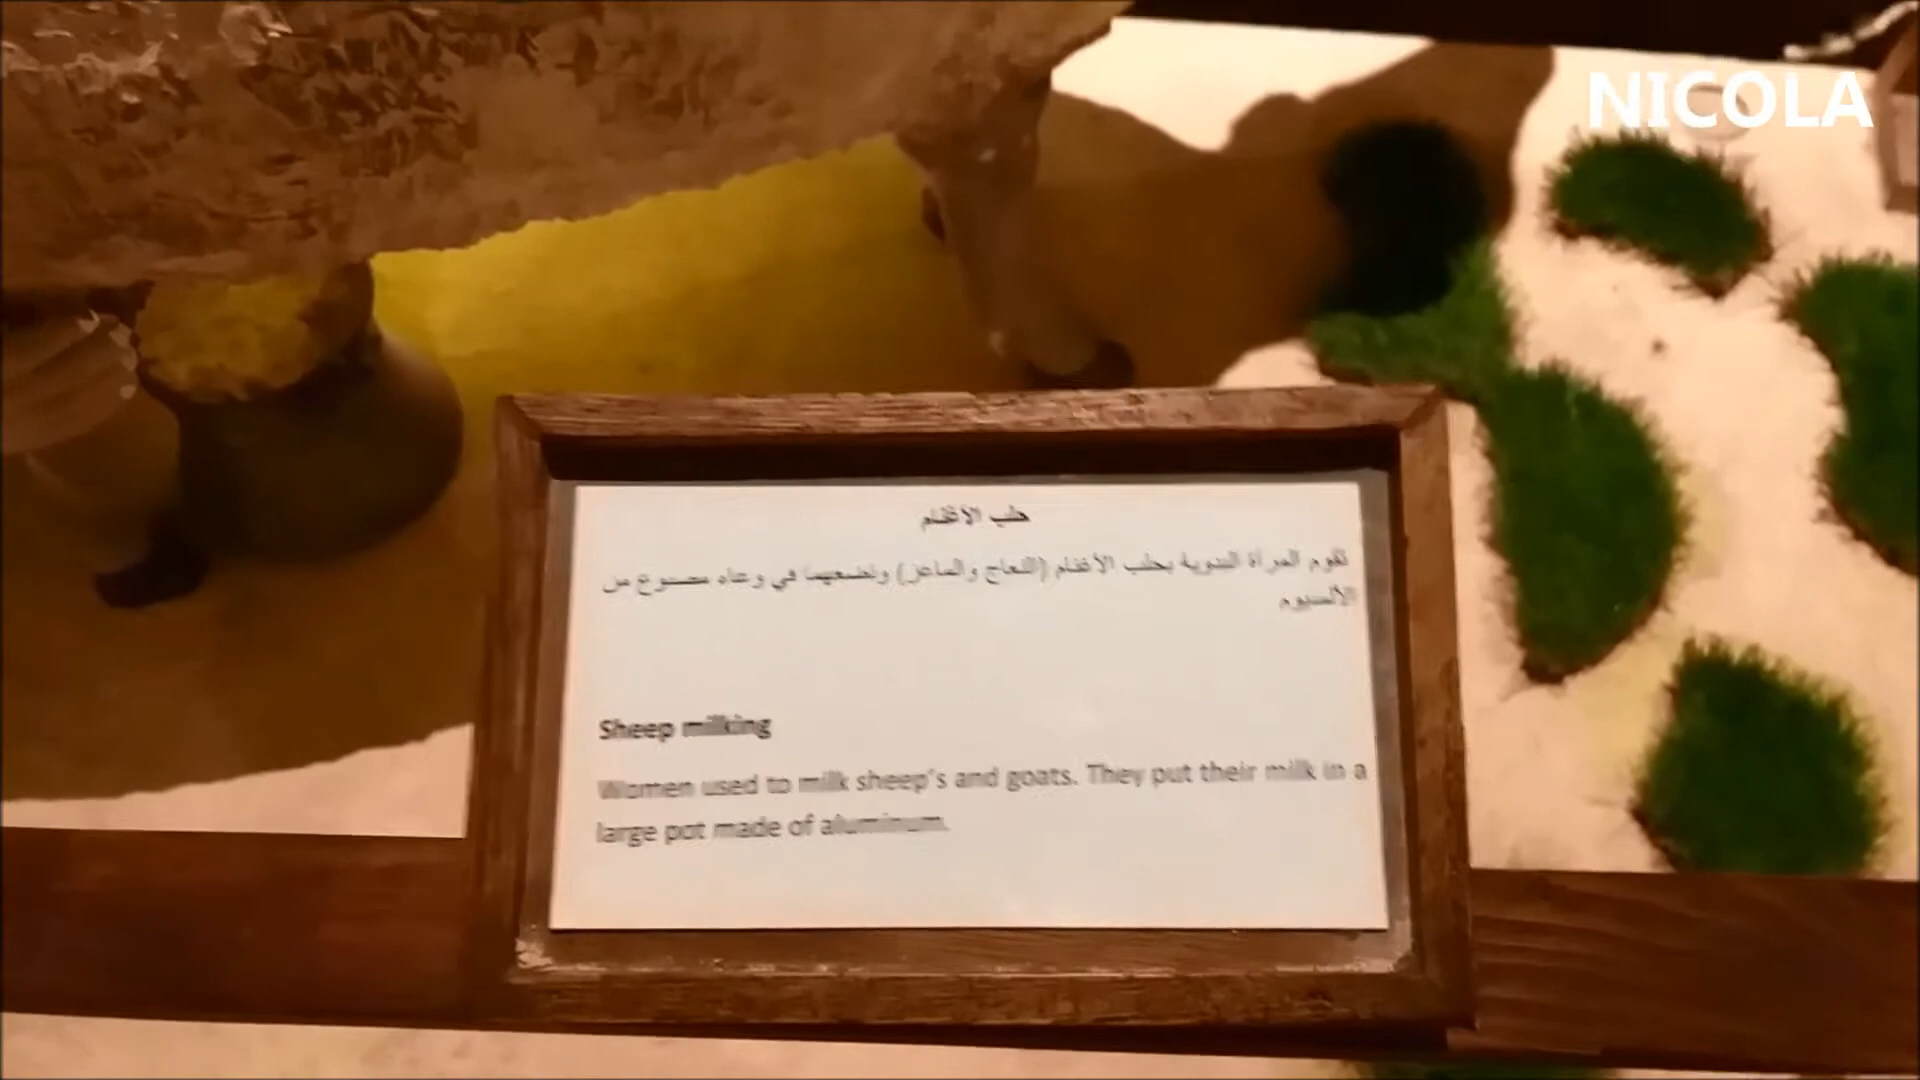 NICOLA
حلب الأغنام
تقوم المرأة البدوية بحلب الأغنام (النعاج والماعز) وتضعهما في وعاء مصنوع من
الألمنيوم
Sheep milking
Women used to milk sheep's and goats. They put their milk in a
large pot made of aluminum.